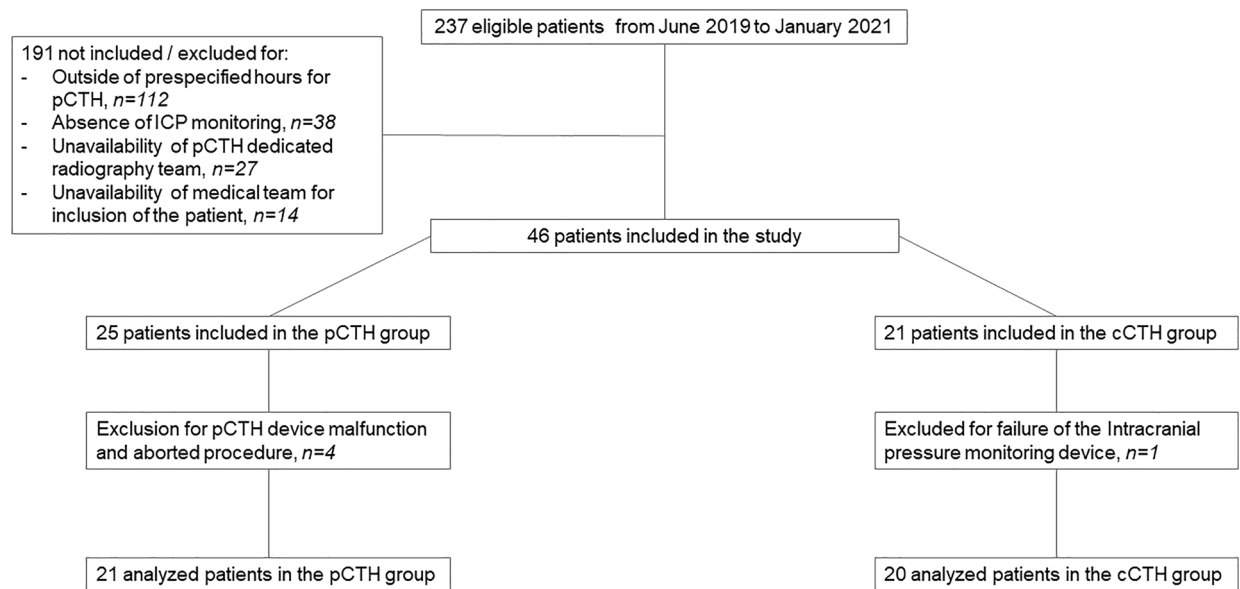 237 eligible patients from June 2019 to January 2021
191 not included / excluded for:
- Outside of prespecified hours for
pCTH, n=112
- Absence of ICP monitoring, n=38
- Unavailability of pCTH dedicated
radiography team, n=27
- Unavailability of medical team for
inclusion of the patient, n=14
46 patients included in the study
25 patients included in the pCTH group
21 patients included in the cCTH group
Exclusion for pCTH device malfunction
and aborted procedure, n=4
Excluded for failure of the Intracranial
pressure monitoring device, n=1
21 analyzed patients in the pCTH group
20 analyzed patients in the cCTH group